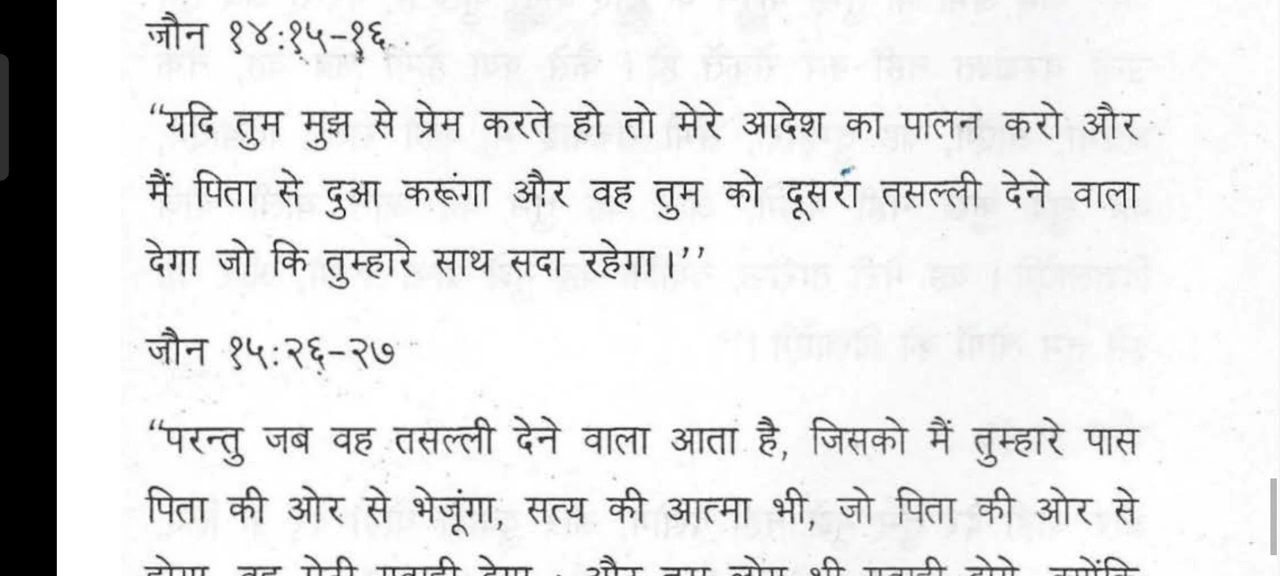 जौन १४:१५-१६
“यदि तुम मुझ से प्रेम करते हो तो मेरे आदेश का पालन करो और
मैं पिता से दुआ करूंगा और वह तुम को दूसरा तसल्ली देने वाला
देगा जो कि तुम्हारे साथ सदा रहेगा।’’
जौन १५:२६-२७
“परन्तु जब वह तसल्ली देने वाला आता है, जिसको मैं तुम्हारे पास
पिता की ओर से भेजूंगा, सत्य की आत्मा भी, जो पिता की ओर से